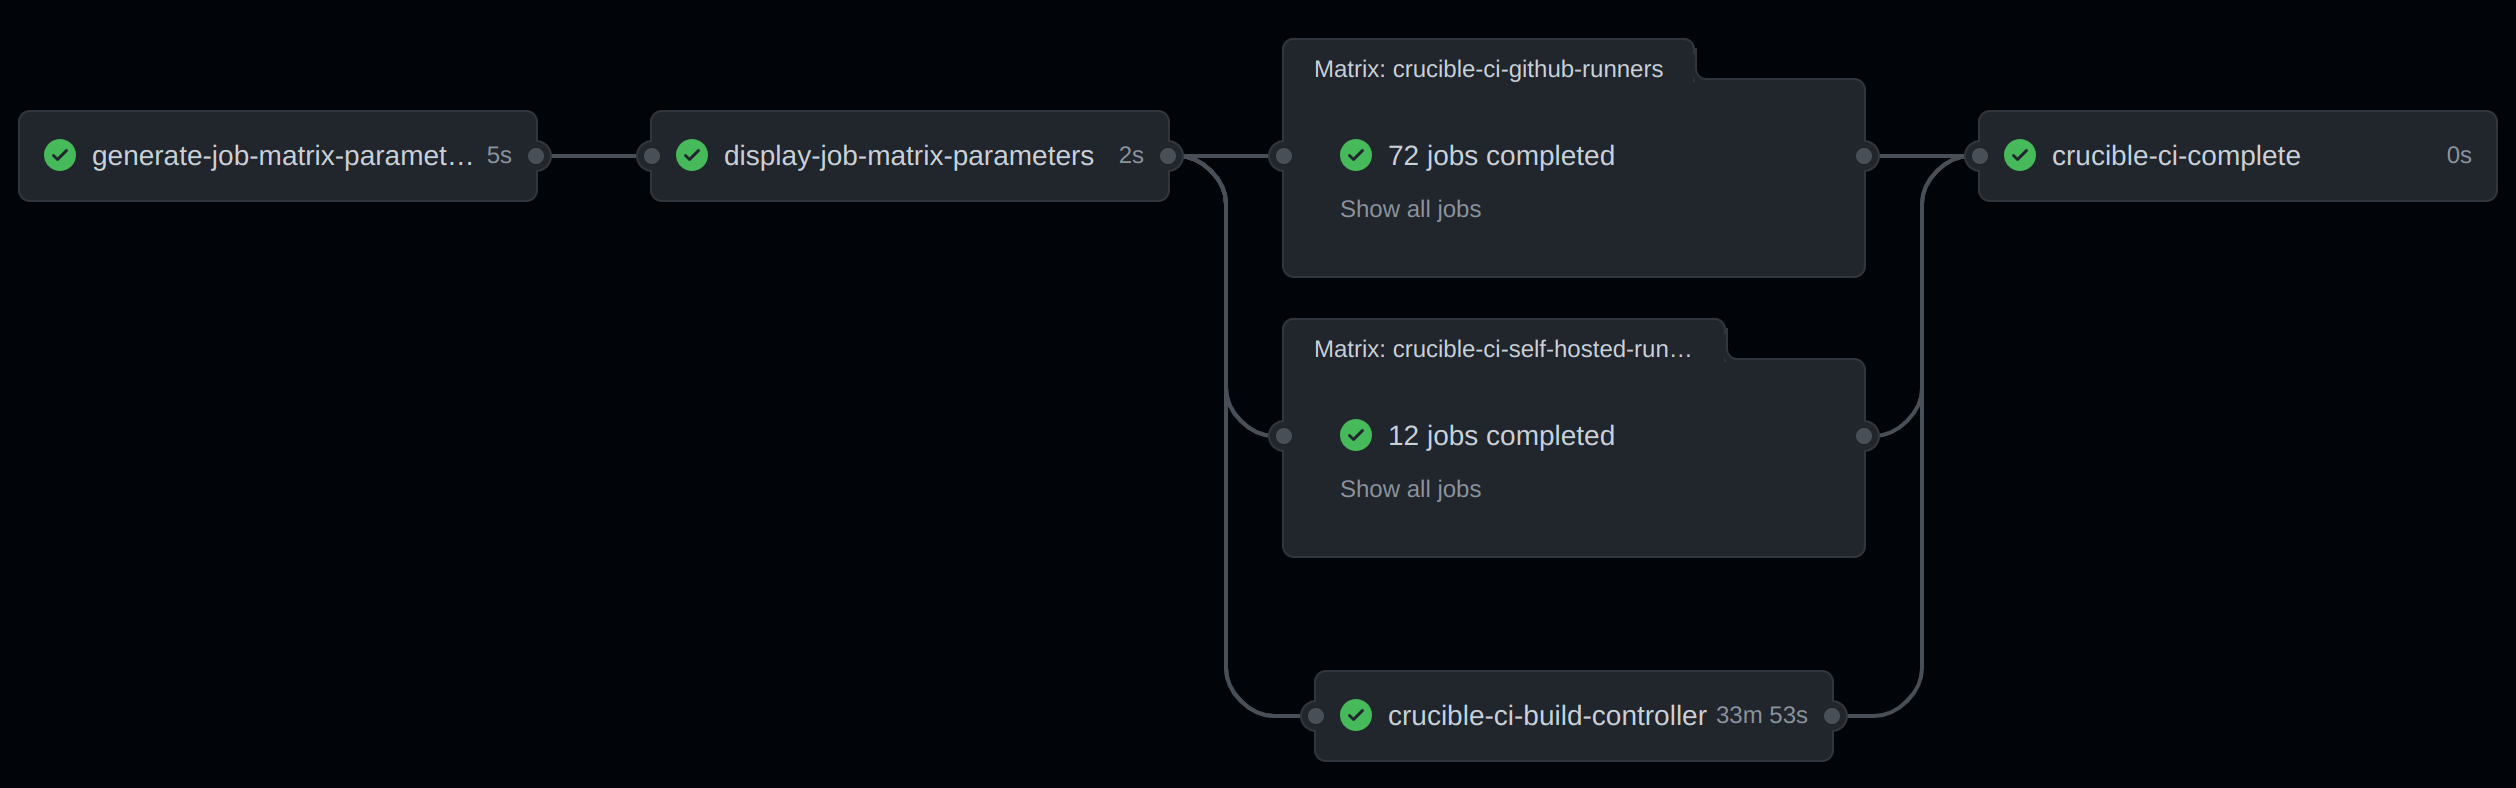 generate-job-matrix-paramet… 5s
display-job-matrix-parameters 2s
Matrix: crucible-ci-github-runners
72 jobs completed
Show all jobs
Matrix: crucible-ci-self-hosted-run…
12 jobs completed
Show all jobs
crucible-ci-build-controller 33m 53s
crucible-ci-complete 0s